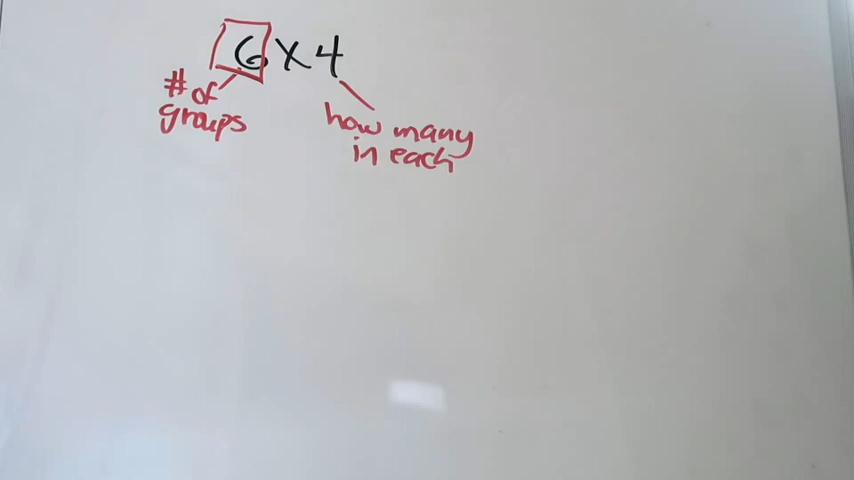 6 x 4
# of
groups
how many
in each